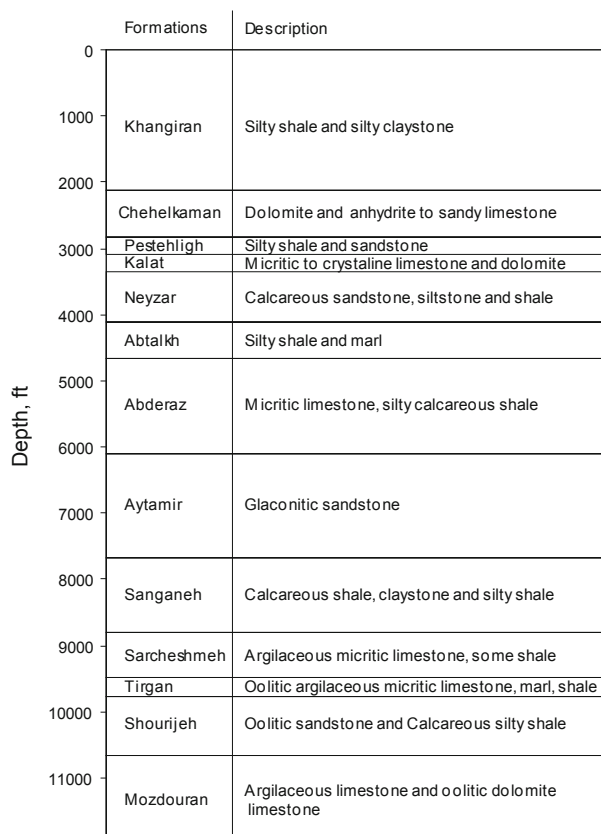 Formations Description
0
Khangiran Silty shale and silty claystone
1000
2000
Chehelkaman Dolomite and anhydrite to sandy limestone
Pestehligh Silty shale and sandstone
3000
Kalat Micritic to crystaline limestone and dolomite
Neyzar Calcareous sandstone, siltstone and shale
4000
Abtalkh Silty shale and marl
5000
Abderaz Micritic limestone, silty calcareous shale
Depth, ft
6000
Aytamir Glaconitic sandstone
7000
8000
Sanganeh Calcareous shale, claystone and silty shale
9000
Sarcheshmeh Argilaceous micritic limestone, some shale
Tirgan Oolitic argilaceous micritic limestone, marl, shale
10000
Shourijeh Oolitic sandstone and Calcareous silty shale
11000
Mozdouran Argilaceous limestone and oolitic dolomite
limestone